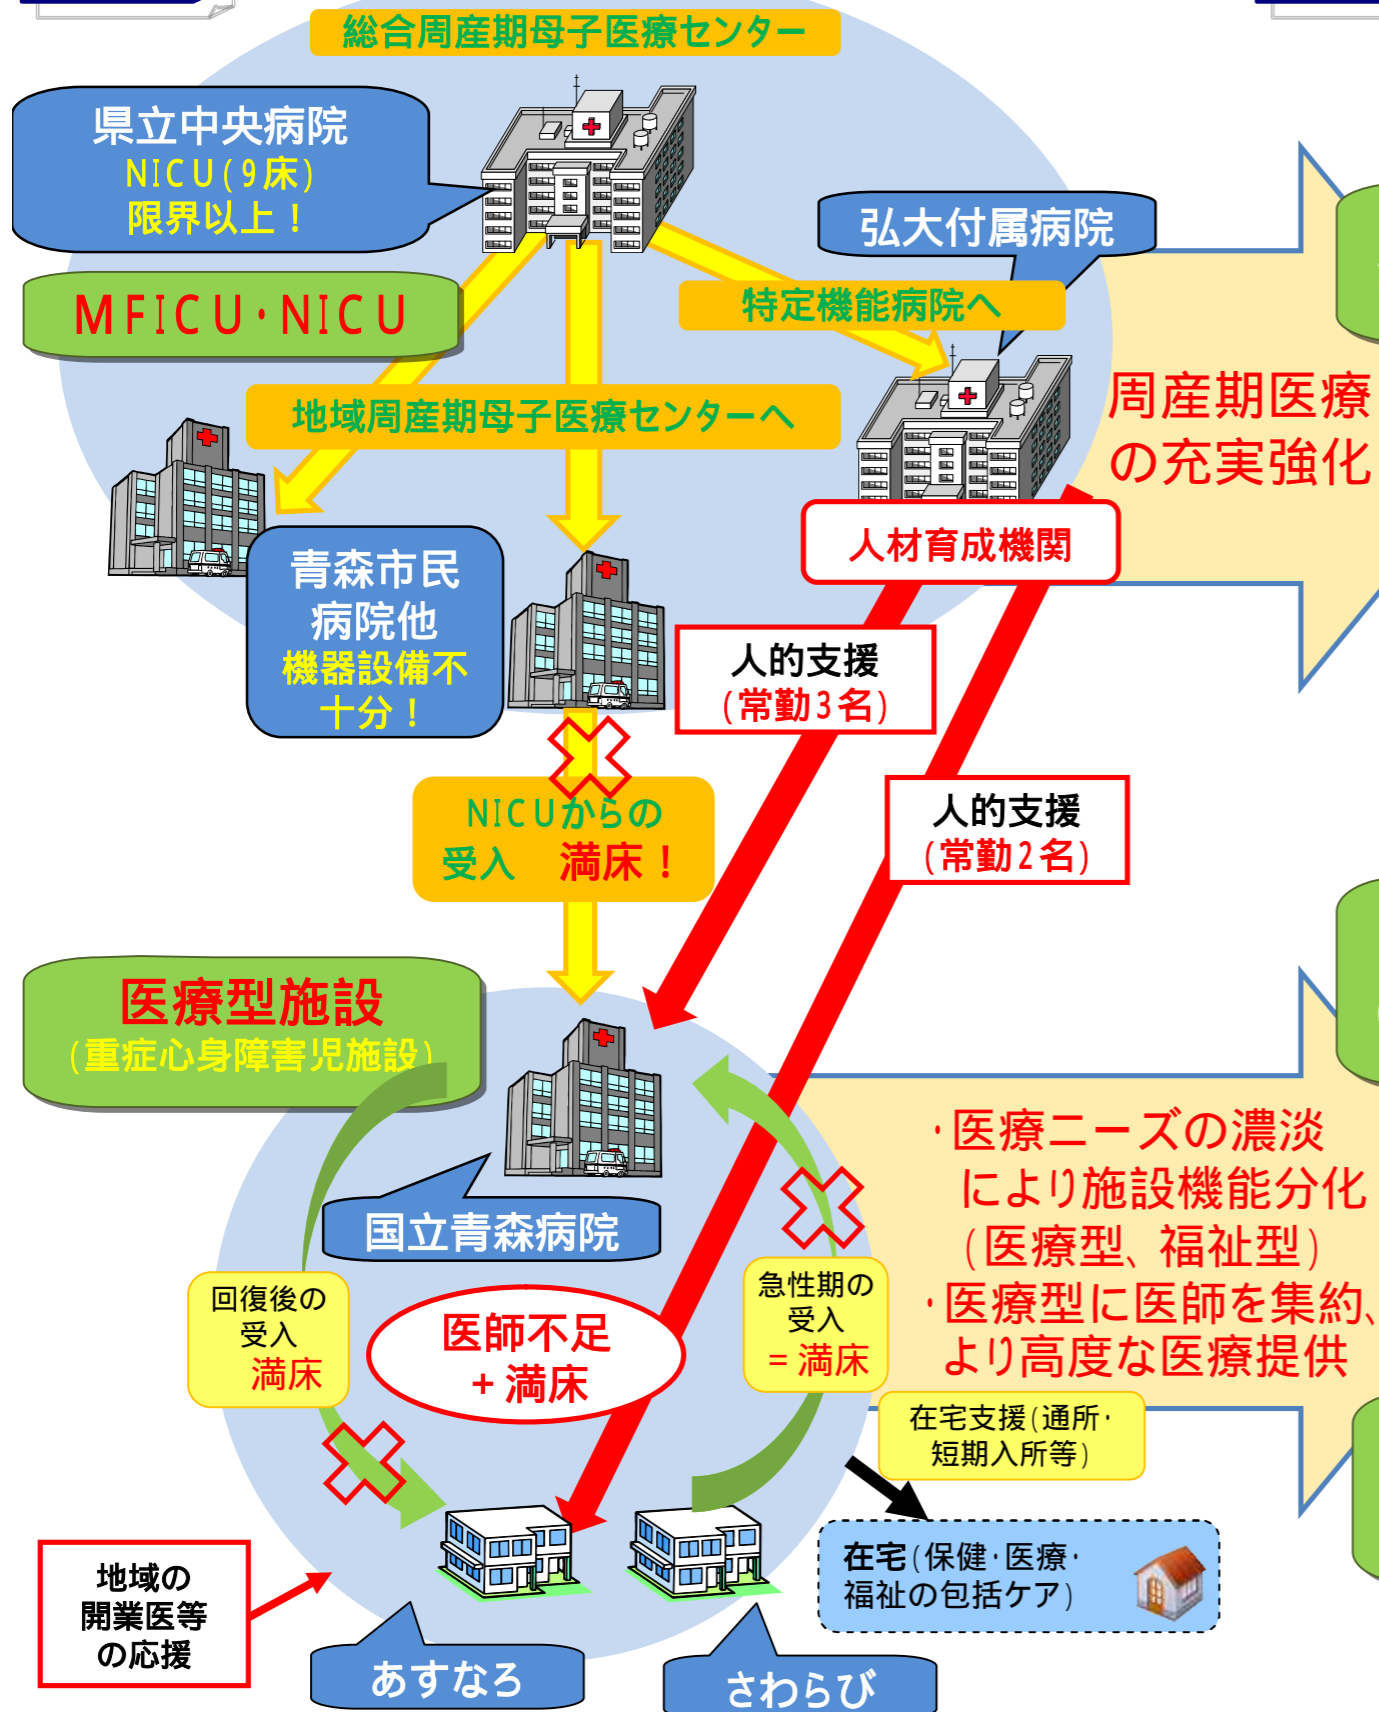 総合周産期母子医療センター
県立中央病院
NICU(9床)
限界以上！
弘大付属病院
MFICU・NICU
特定機能病院へ
地域周産期母子医療センターへ
周産期医療
の充実強化
人材育成機関
青森市民
病院他
機器設備不
十分！
人的支援
(常勤3名)
人的支援
(常勤2名)
NICUからの
受入　満床！
医療型施設
(重症心身障害児施設)
・医療ニーズの濃淡
により施設機能分化
(医療型、福祉型)
・医療型に医師を集約、
より高度な医療提供
国立青森病院
回復後の
受入
満床
医師不足
+満床
急性期の
受入
=満床
在宅支援(通所・
短期入所等)
在宅(保健・医療・
福祉の包括ケア)
地域の
開業医等
の応援
あすなろ
さわらび